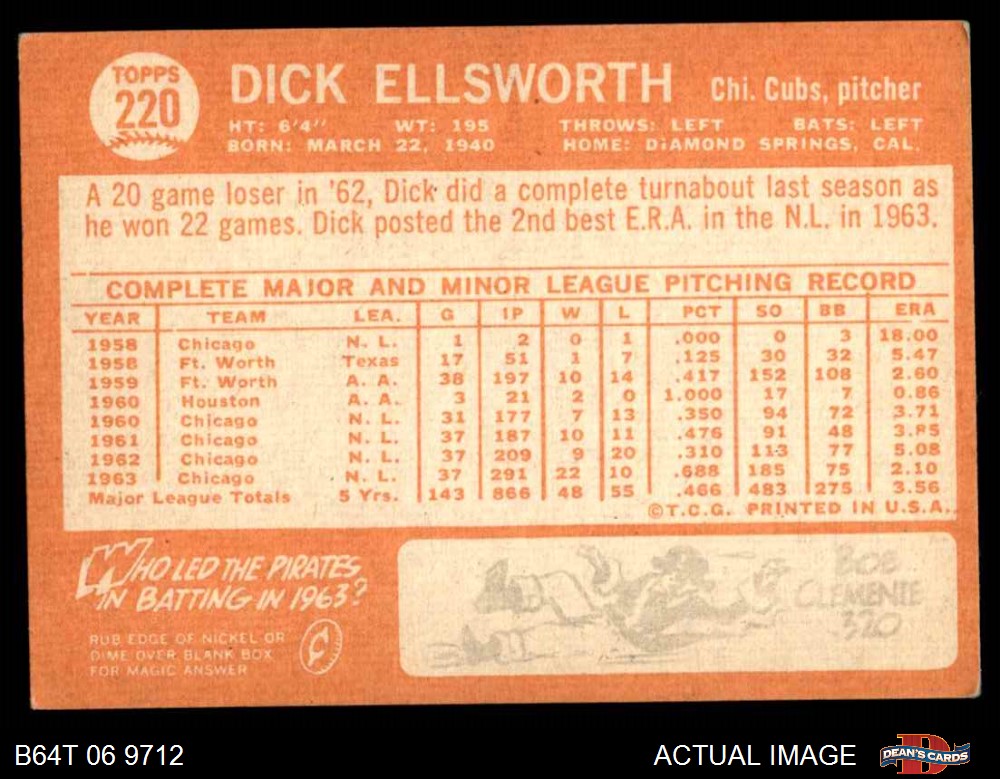 TOPPS
220
DICK ELLSWORTH Chi. Cubs, pitcher
HT: 6'4" WT: 195 THROWS: LEFT BATS: LEFT
BORN: MARCH 22, 1940 HOME: DiAMOND SPRINGS, CAL.
A 20 game loser in '62, Dick did a complete turnabout last season as
he won 22 games. Dick posted the 2nd best E.R.A. in the N.L. in 1963.
COMPLETE MAJOR AND MINOR LEAGUE PITCHING RECORD
YEAR TEAM LEA. G IP W L PCT SO BB ERA
1958 Chicago N. L. 1 2 0 1 .000 0 3 18.00
1958 Ft. Worth Texas 17 51 1 7 .125 30 32 5.47
1959 Ft. Worth A. A. 38 197 10 14 .417 152 108 2.60
1960 Houston A. A. 3 21 2 0 1.000 17 7 0.86
1960 Chicago N. L. 31 177 7 13 .350 94 72 3.71
1961 Chicago N. L. 37 187 10 11 .476 91 48 3.85
1962 Chicago N. L. 37 209 9 20 .310 113 77 5.08
1963 Chicago N. L. 37 291 22 10 .688 185 75 2.10
Major League Totals 5 Yrs. 143 866 48 55 .466 483 275 3.56
©T.C.G. PRINTED IN U.S.A.
WHO LED THE PIRATES
IN BATTING IN 1963?
RUB EDGE OF NICKEL OR
DIME OVER BLANK BOX
FOR MAGIC ANSWER
BOB
CLEMENTE
320
B64T 06 9712 ACTUAL IMAGE DEAN'S CARDS